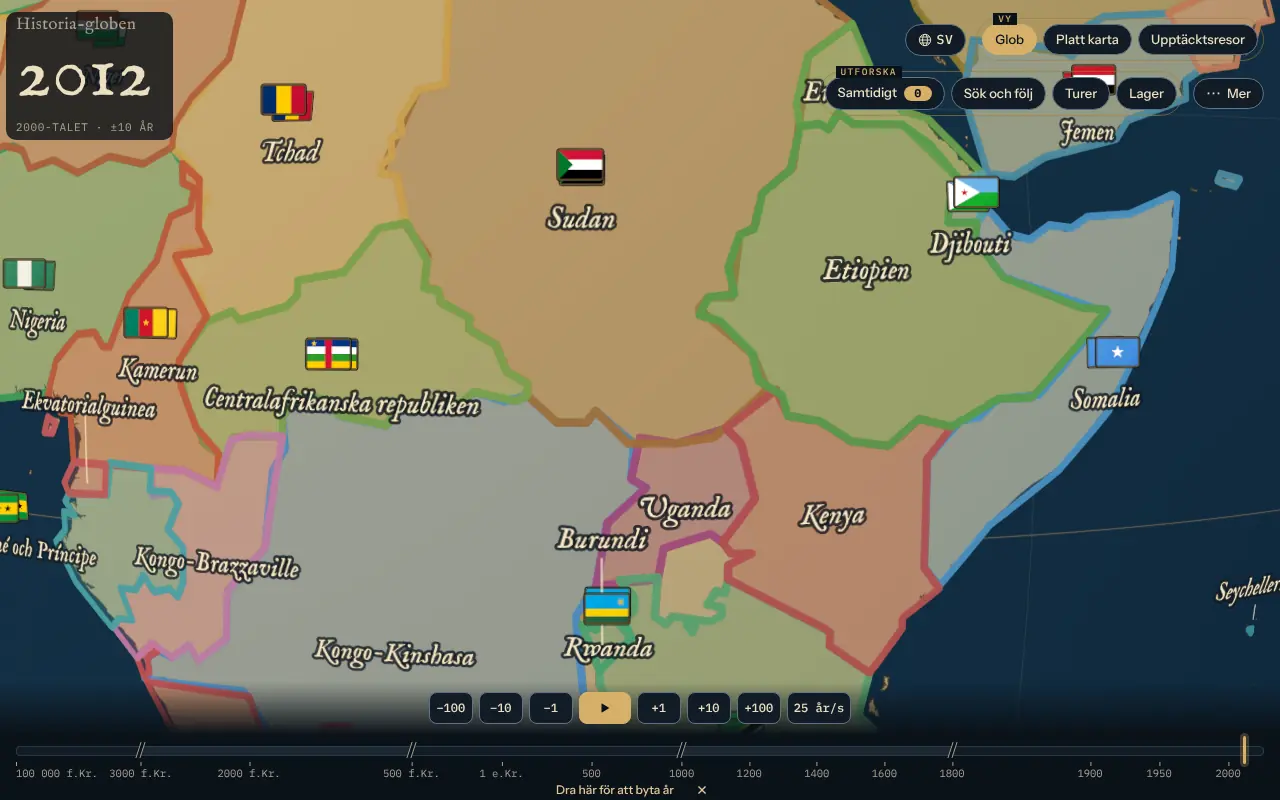 Historia-globen
2012
2000-TALET · ±10 ÅR
VY
SV
Glob
Platt karta
Upptäcktsresor
UTFORSKA
Samtidigt 0
Sök och följ
Turer
Lager
··· Mer
Tchad
Sudan
Jemen
Djibouti
Etiopien
Nigeria
Kamerun
Ekvatorialguinea
Centralafrikanska republiken
Somalia
Uganda
Kenya
Burundi
och Príncipe
Kongo-Brazzaville
Seycheller
Kongo-Kinshasa
Rwanda
−100
−10
−1
+1
+10
+100
25 år/s
100 000 f.Kr.
3000 f.Kr.
2000 f.Kr.
500 f.Kr.
1 e.Kr.
500
1000
1200
1400
1600
1800
1900
1950
2000
Dra här för att byta år ✕